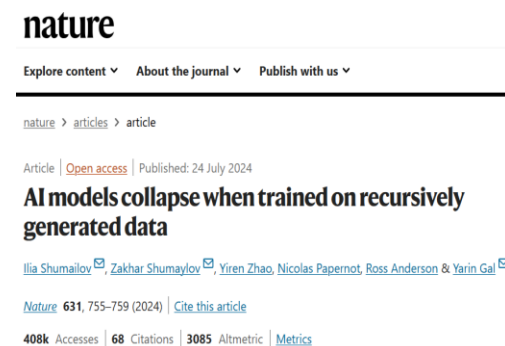 nature
Explore content About the journal Publish with us
nature > articles > article
Article | Open access | Published: 24 July 2024
AI models collapse when trained on recursively
generated data
Ilia Shumailov, Zakhar Shumaylov, Yiren Zhao, Nicolas Papernot, Ross Anderson & Yarin Gal
Nature 631, 755–759 (2024) | Cite this article
408k Accesses | 68 Citations | 3085 Altmetric | Metrics